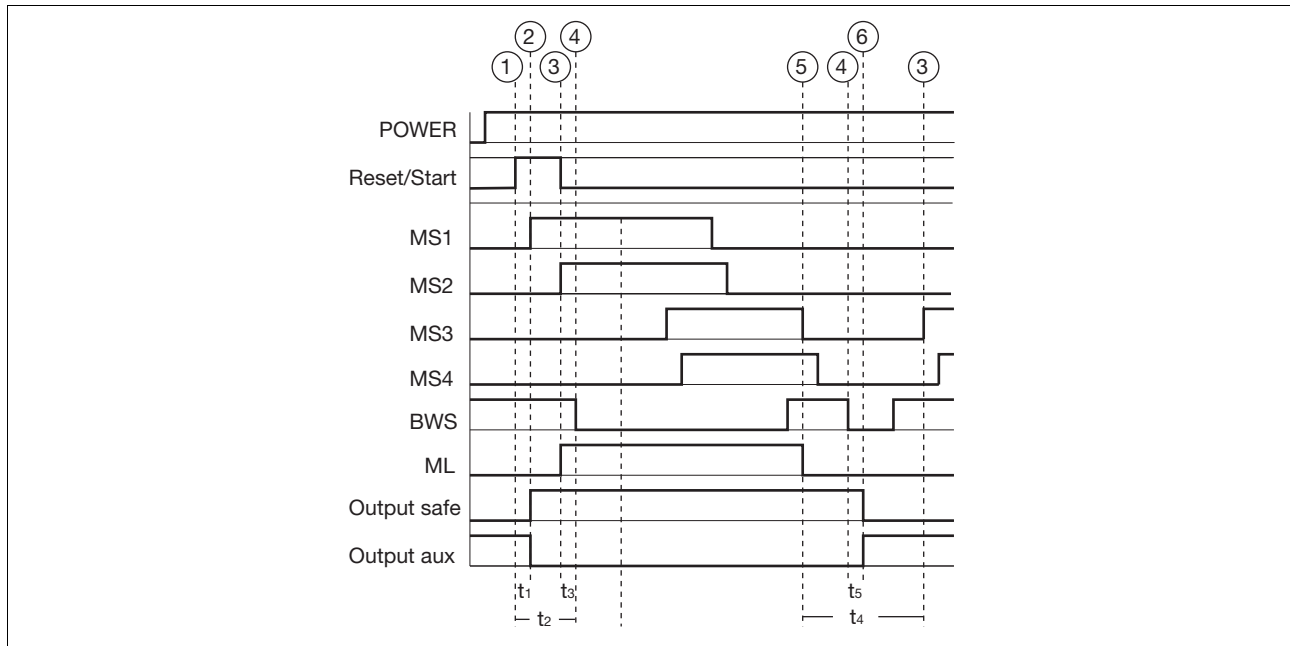 2 4 6
1 3 5 4 3
POWER
Reset/Start
MS1
MS2
MS3
MS4
BWS
ML
Output safe
Output aux
t1 t3 t5
t2 t4